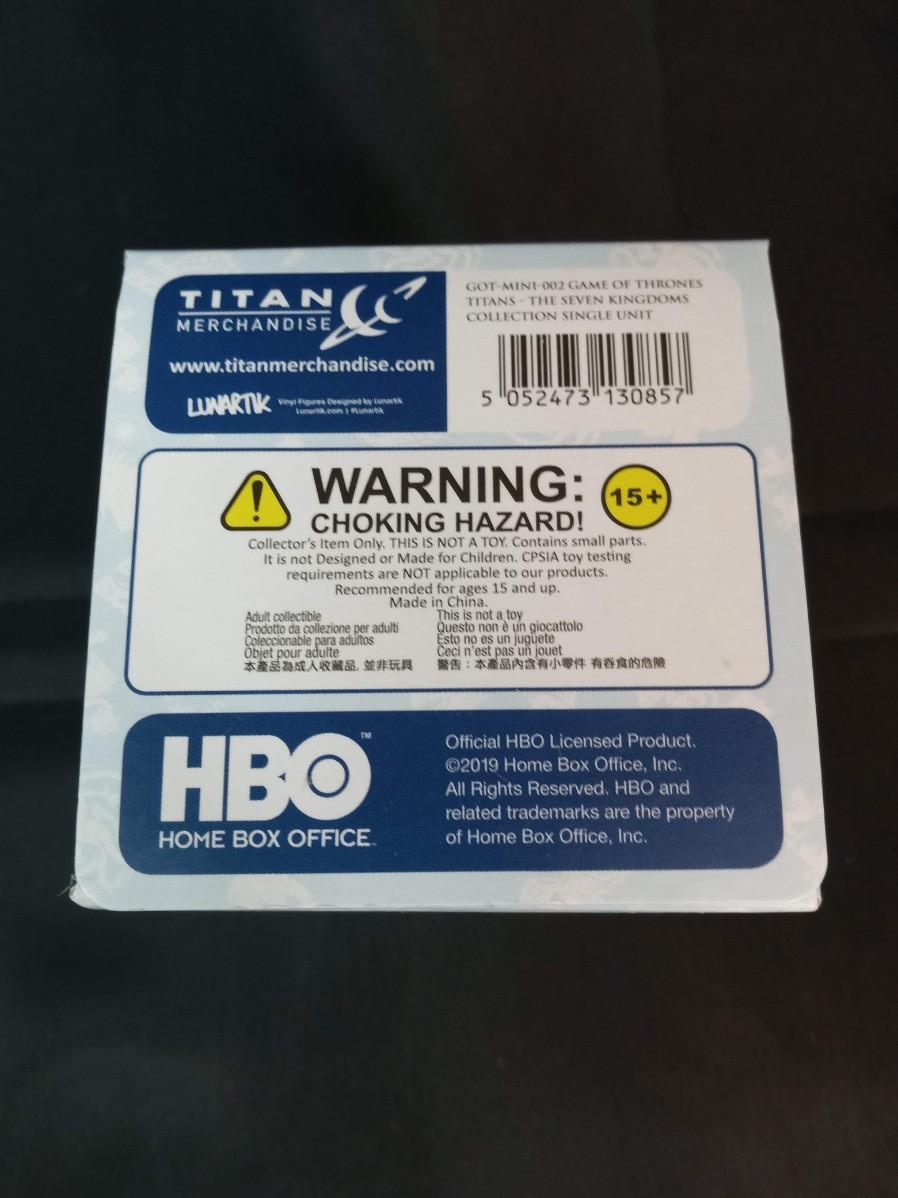 TITAN
MERCHANDISE
www.titanmerchandise.com
LUNARTIK
Vinyl Figures Designed by Lunartik
Lunartik.com | #Lunartik
GOT-MINI-002 GAME OF THRONES
TITANS - THE SEVEN KINGDOMS
COLLECTION SINGLE UNIT
5 052473 130857
WARNING:
15+
CHOKING HAZARD!
Collector's Item Only. THIS IS NOT A TOY. Contains small parts.
It is not Designed or Made for Children. CPSIA toy testing
requirements are NOT applicable to our products.
Recommended for ages 15 and up.
Made in China.
Adult collectible
Prodotto da collezione per adulti
Coleccionable para adultos
Objet pour adulte
本產品為成人收藏品, 並非玩具
This is not a toy
Questo non è un giocattolo
Esto no es un juguete
Ceci n'est pas un jouet
警告：本產品內含有小零件 有吞食的危險
HBO™
HOME BOX OFFICE™
Official HBO Licensed Product.
©2019 Home Box Office, Inc.
All Rights Reserved. HBO and
related trademarks are the property
of Home Box Office, Inc.